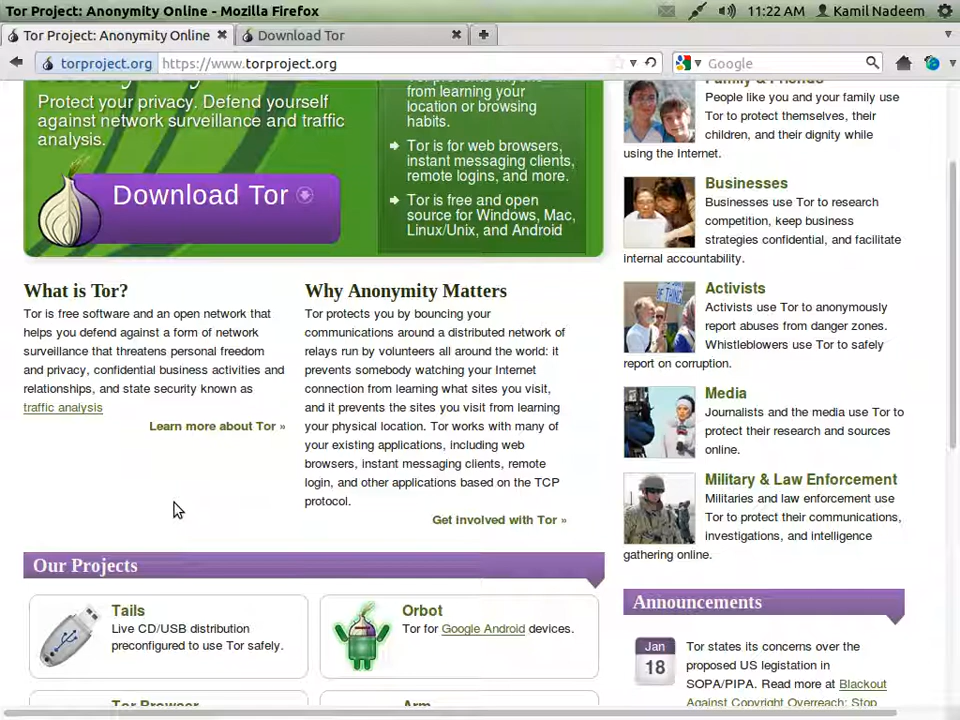 Tor Project: Anonymity Online - Mozilla Firefox
11:22 AM
Kamil Nadeem
Tor Project: Anonymity Online
Download Tor
torproject.org
https://www.torproject.org
Google
Protect your privacy. Defend yourself
against network surveillance and traffic
analysis.
Download Tor
from learning your
location or browsing
habits.
Tor is for web browsers,
instant messaging clients,
remote logins, and more.
Tor is free and open
source for Windows, Mac,
Linux/Unix, and Android
What is Tor?
Tor is free software and an open network that
helps you defend against a form of network
surveillance that threatens personal freedom
and privacy, confidential business activities and
relationships, and state security known as
traffic analysis
Learn more about Tor »
Why Anonymity Matters
Tor protects you by bouncing your
communications around a distributed network of
relays run by volunteers all around the world: it
prevents somebody watching your Internet
connection from learning what sites you visit,
and it prevents the sites you visit from learning
your physical location. Tor works with many of
your existing applications, including web
browsers, instant messaging clients, remote
login, and other applications based on the TCP
protocol.
Get involved with Tor »
Our Projects
Tails
Live CD/USB distribution
preconfigured to use Tor safely.
Orbot
Tor for Google Android devices.
Tor Browser
Arm
Family & Friends
People like you and your family use
Tor to protect themselves, their
children, and their dignity while
using the Internet.
Businesses
Businesses use Tor to research
competition, keep business
strategies confidential, and facilitate
internal accountability.
Activists
Activists use Tor to anonymously
report abuses from danger zones.
Whistleblowers use Tor to safely
report on corruption.
Media
Journalists and the media use Tor to
protect their research and sources
online.
Military & Law Enforcement
Militaries and law enforcement use
Tor to protect their communications,
investigations, and intelligence
gathering online.
Announcements
Jan
18
Tor states its concerns over the
proposed US legistation in
SOPA/PIPA. Read more at Blackout
Against Copyright Overreach: Stop